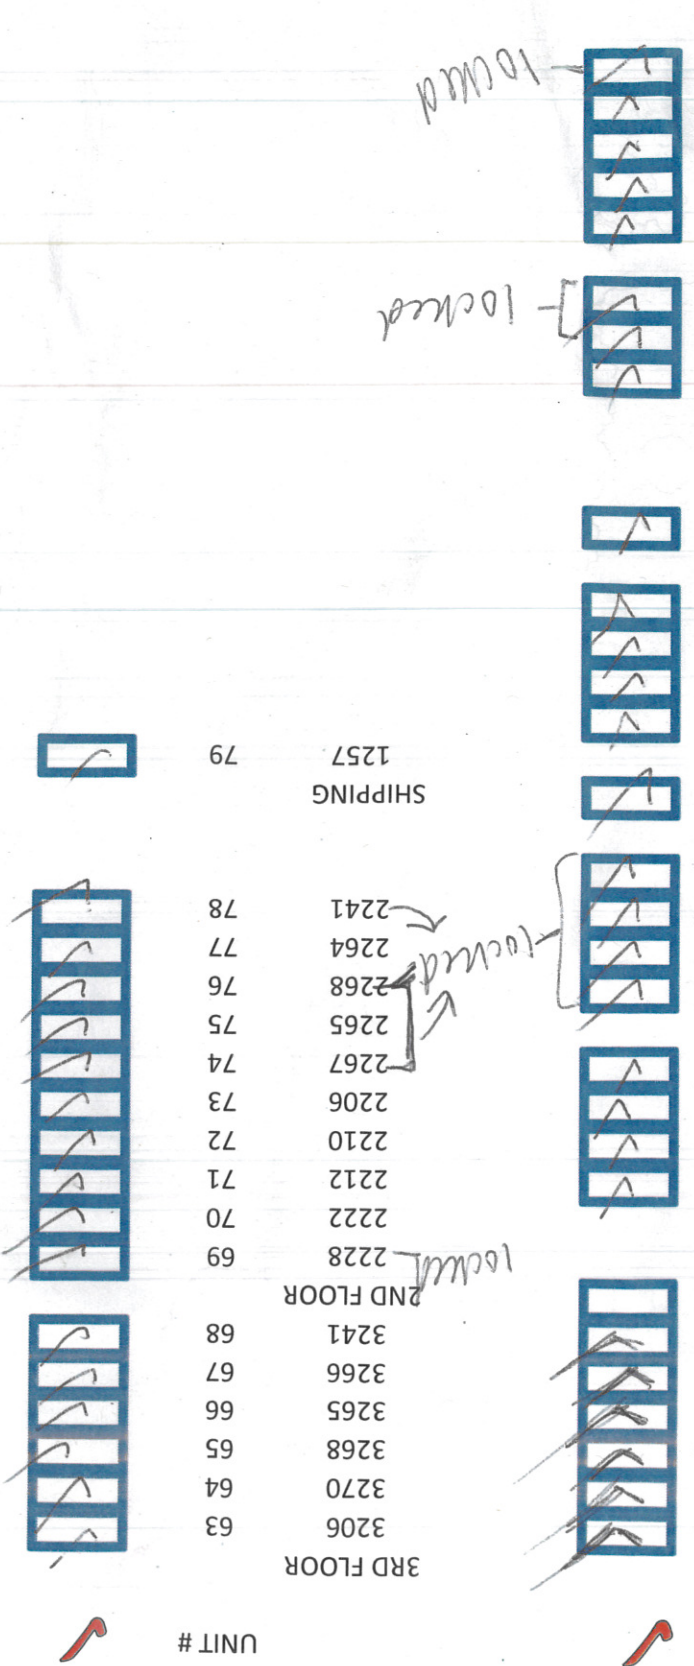 UNIT #
3RD FLOOR
3206 63
3270 64
3268 65
3265 66
3266 67
3241 68
2ND FLOOR
locked 2228 69
2222 70
2212 71
2210 72
2206 73
2267 74
2265 75
locked 2268 76
2264 77
2241 78
SHIPPING
1257 79
locked
locked